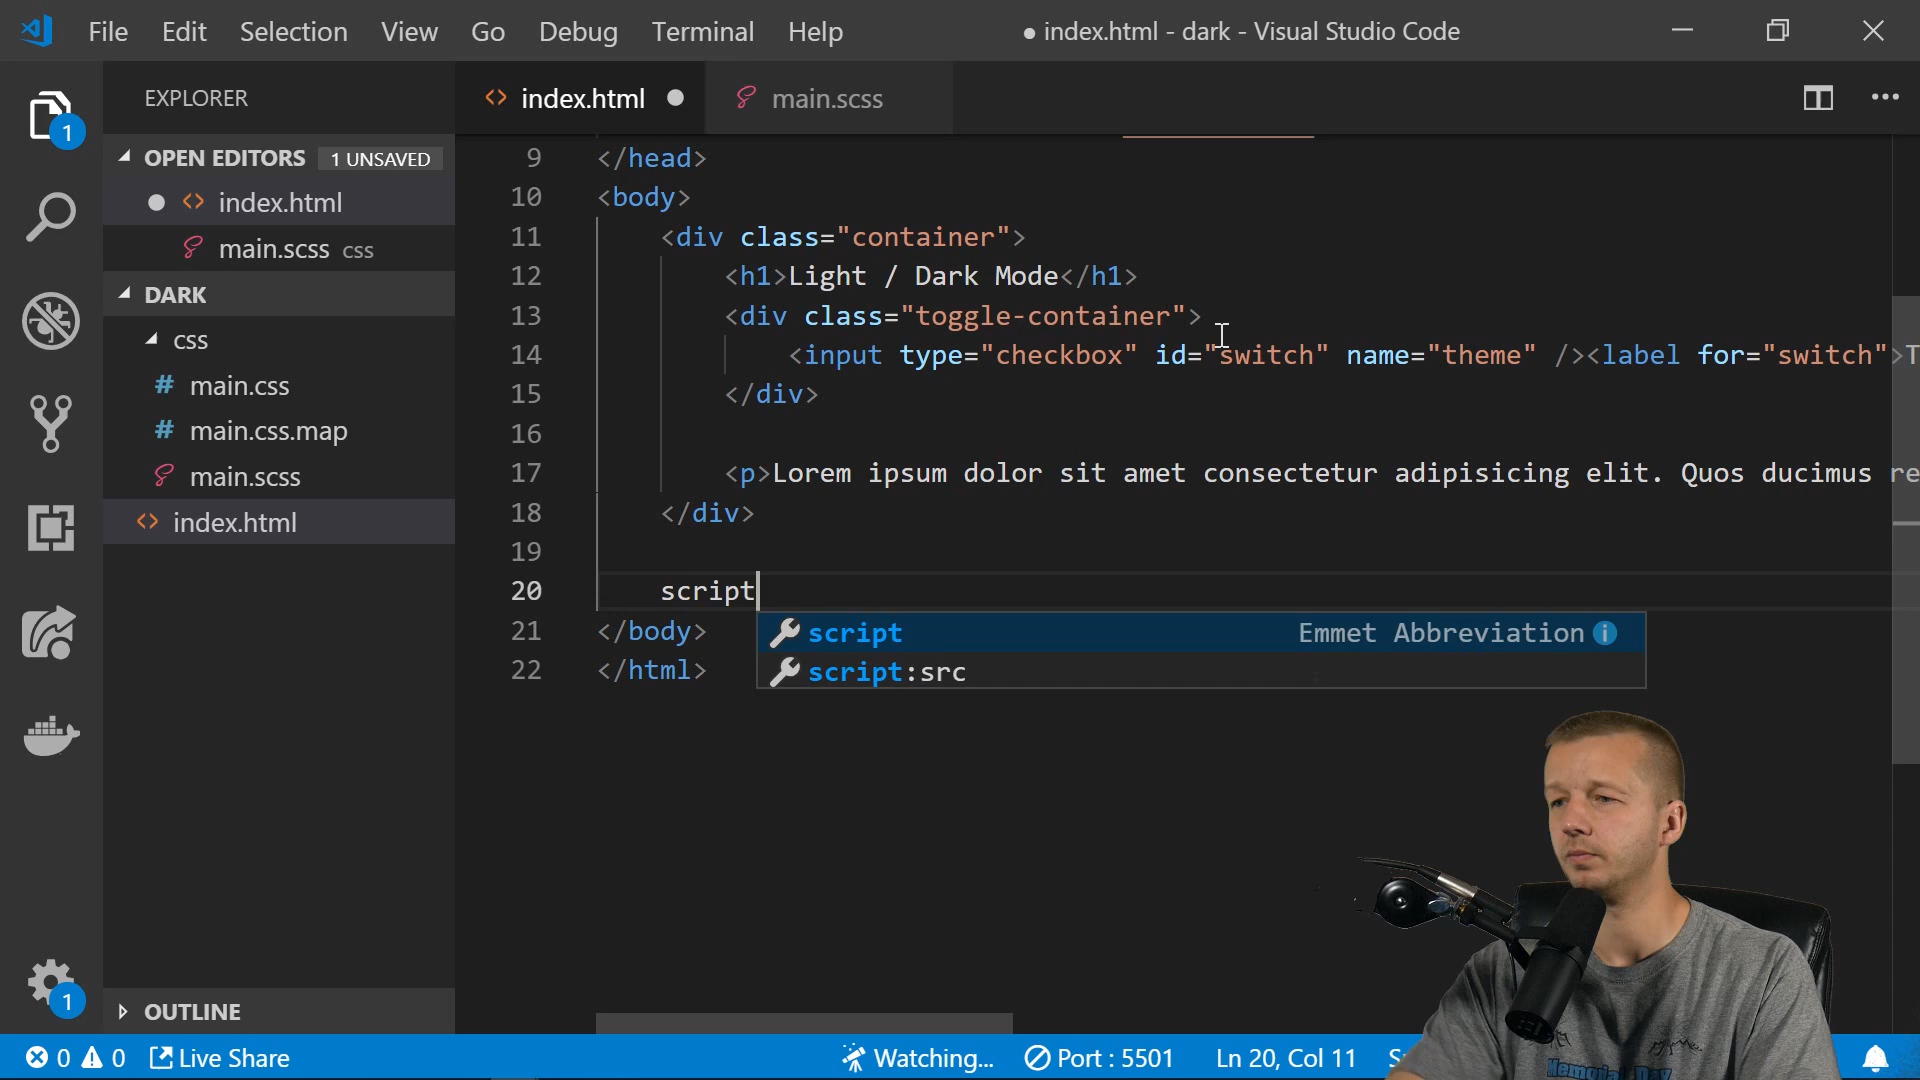 File Edit Selection View Go Debug Terminal Help
● index.html - dark - Visual Studio Code
1
EXPLORER
OPEN EDITORS 1 UNSAVED
index.html
main.scss css
DARK
css
# main.css
# main.css.map
main.scss
<> index.html
OUTLINE
1
<> index.html ●
main.scss
9 </head>
10 <body>
11 <div class="container">
12 <h1>Light / Dark Mode</h1>
13 <div class="toggle-container">
14 <input type="checkbox" id="switch" name="theme" /><label for="switch">T
15 </div>
16
17 <p>Lorem ipsum dolor sit amet consectetur adipisicing elit. Quos ducimus re
18 </div>
19
20 script
script Emmet Abbreviation
script:src
21 </body>
22 </html>
0 0 Live Share Watching... Port : 5501 Ln 20, Col 11
Memorial Day